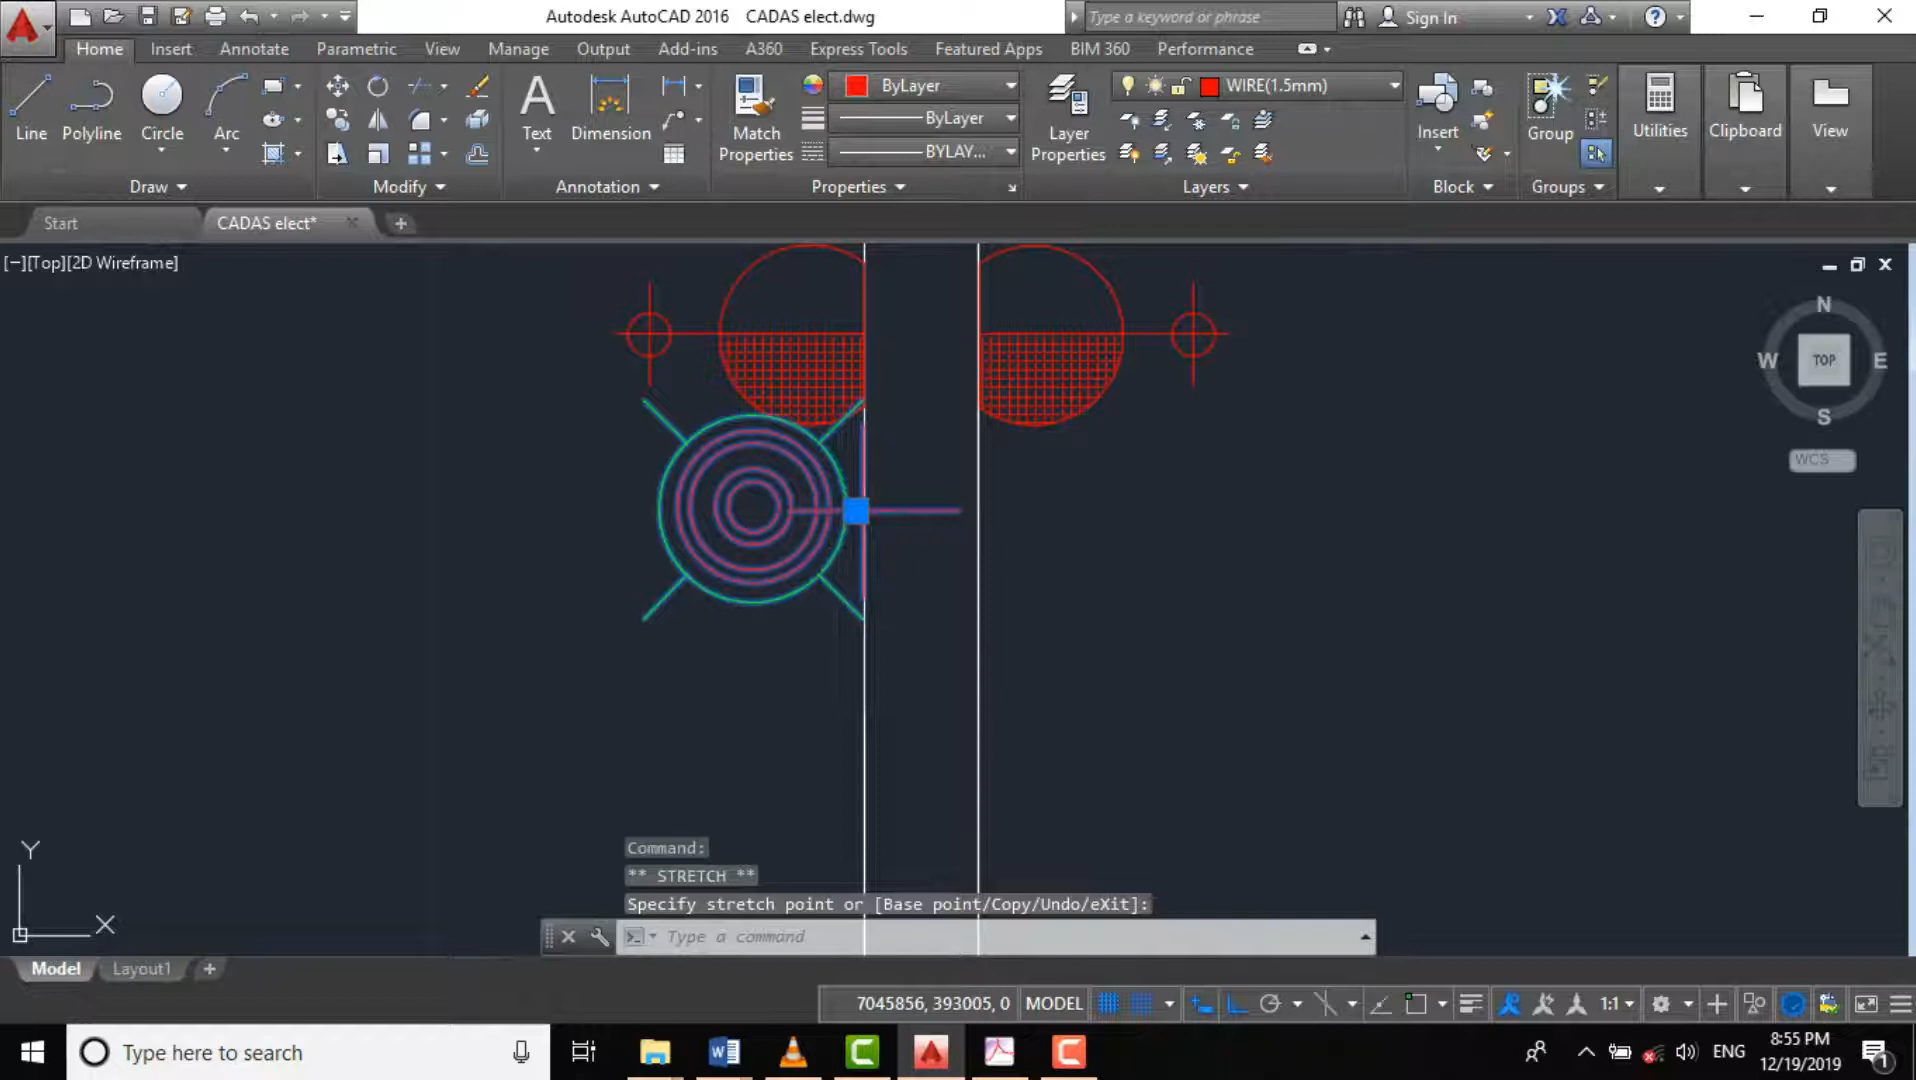 Autodesk AutoCAD 2016 CADAS elect.dwg
Type a keyword or phrase
Sign In
Home Insert Annotate Parametric View Manage Output Add-ins A360 Express Tools Featured Apps BIM 360 Performance
Line Polyline Circle Arc
Text Dimension
Match Properties
ByLayer
ByLayer
BYLAY...
Layer Properties
WIRE(1.5mm)
Insert
Group
Utilities Clipboard View
Draw Modify Annotation Properties Layers Block Groups
Start CADAS elect*
[−][Top][2D Wireframe]
N
W TOP E
S
WCS
Y
X
Command:
** STRETCH **
Specify stretch point or [Base point/Copy/Undo/eXit]:
Type a command
Model Layout1
7045856, 393005, 0 MODEL 1:1
Type here to search
ENG
8:55 PM
12/19/2019
1